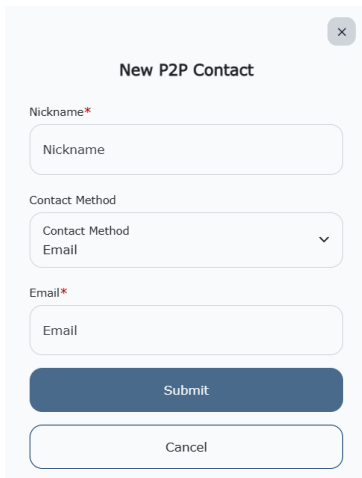 ×
New P2P Contact
Nickname*
Nickname
Contact Method
Contact Method
Email
Email*
Email
Submit
Cancel